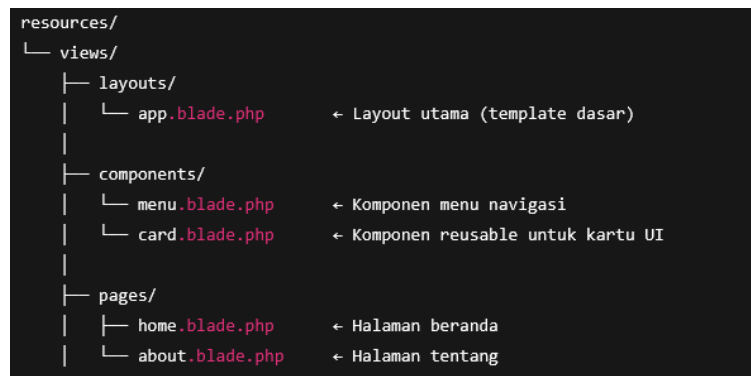 resources/
└── views/
    ├── layouts/
    │   └── app.blade.php       ← Layout utama (template dasar)
    │
    ├── components/
    │   └── menu.blade.php      ← Komponen menu navigasi
    │   └── card.blade.php      ← Komponen reusable untuk kartu UI
    │
    ├── pages/
    │   ├── home.blade.php      ← Halaman beranda
    │   └── about.blade.php     ← Halaman tentang